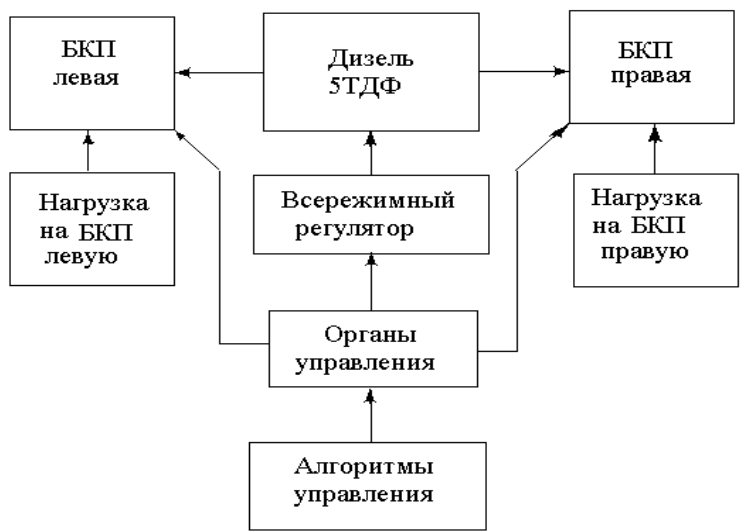 БКП
левая
Дизель
5ТДФ
БКП
правая
Нагрузка
на БКП
левую
Всережимный
регулятор
Нагрузка
на БКП
правую
Органы
управления
Алгоритмы
управления